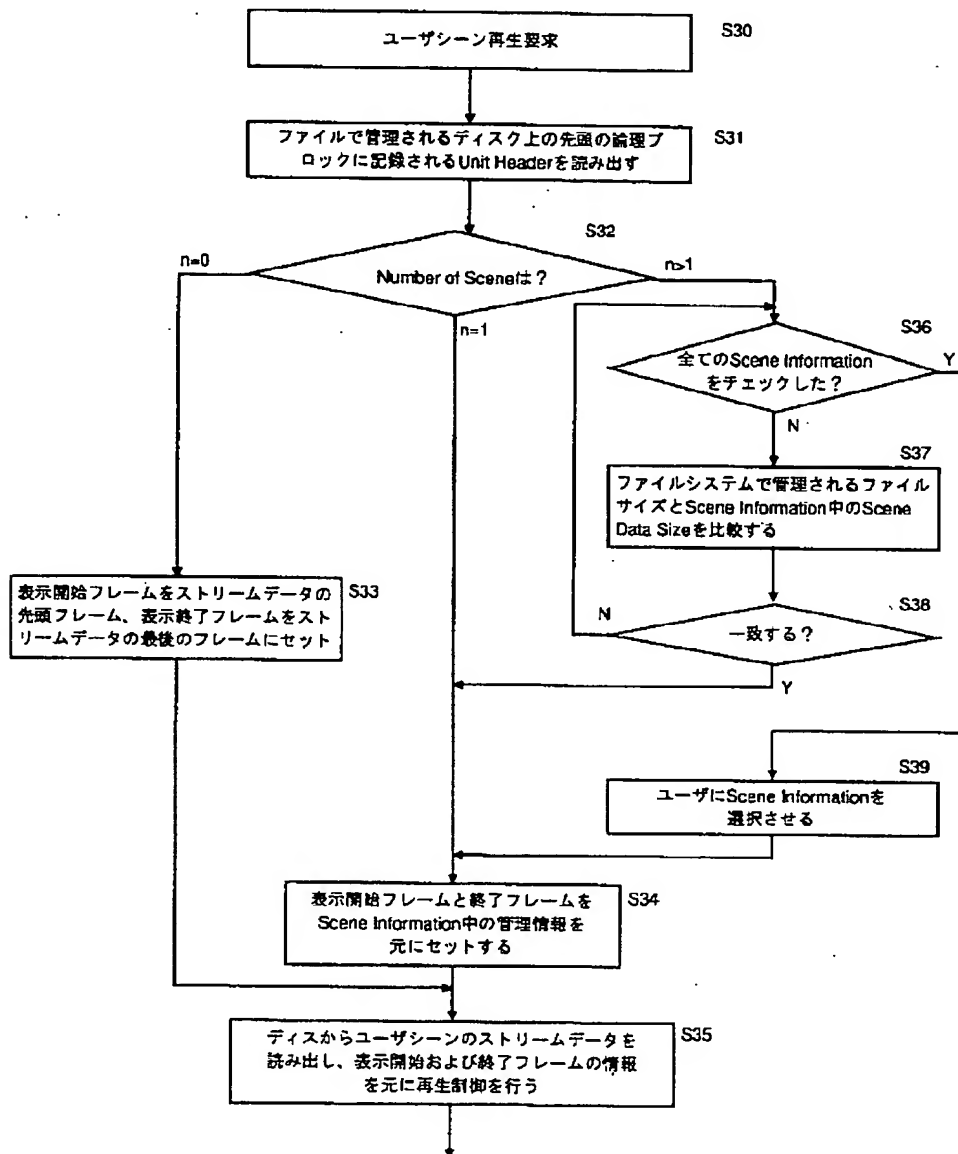 S30
ユーザシーン再生要求
S31
ファイルで管理されるディスク上の先頭の論理ブ
ロックに記録されるUnit Headerを読み出す
S32
Number of Sceneは？
n=0
n=1
n>1
S36
全てのScene Information
をチェックした？
Y
N
S37
ファイルシステムで管理されるファイル
サイズとScene Information中のScene
Data Sizeを比較する
S38
一致する？
N
Y
S33
表示開始フレームをストリームデータの
先頭フレーム、表示終了フレームをスト
リームデータの最後のフレームにセット
S39
ユーザにScene Informationを
選択させる
S34
表示開始フレームと終了フレームを
Scene Information中の管理情報を
元にセットする
S35
ディスからユーザシーンのストリームデータを
読み出し、表示開始および終了フレームの情報
を元に再生制御を行う